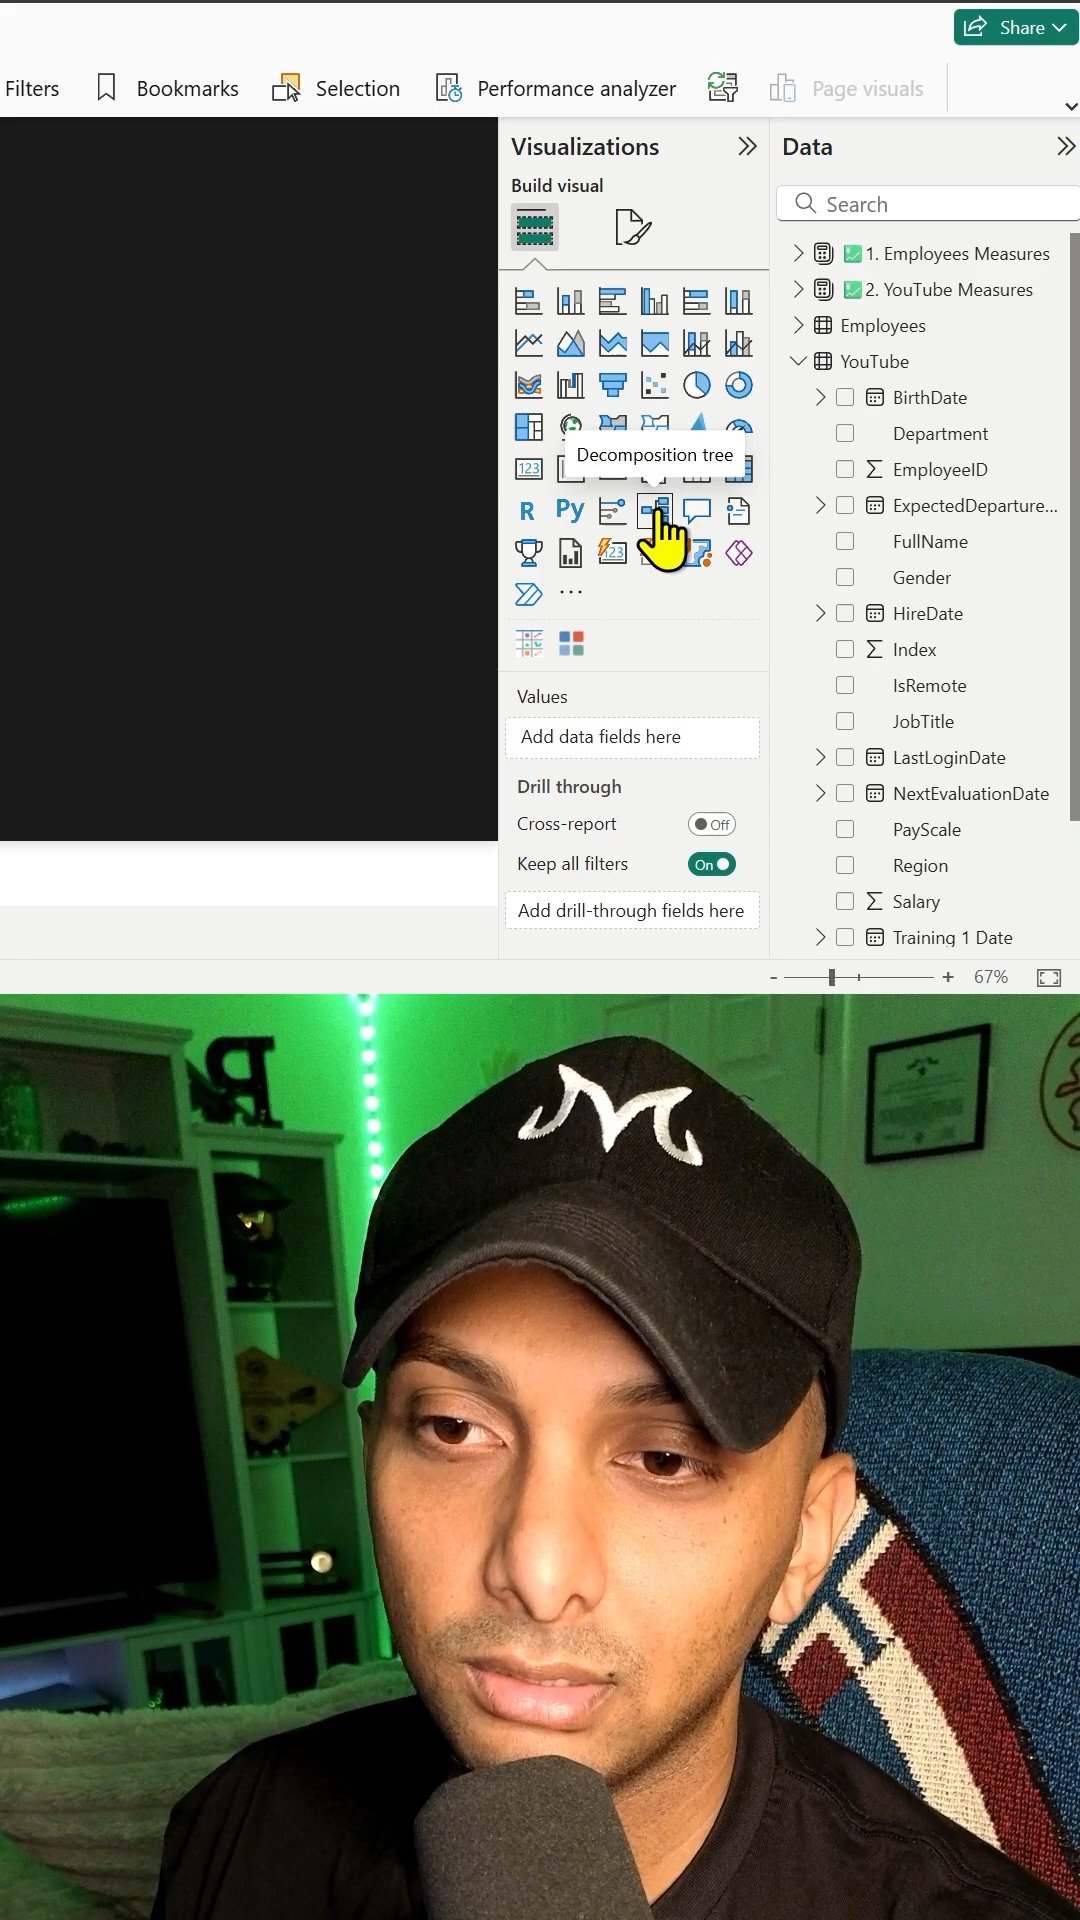 Share
Filters
Bookmarks
Selection
Performance analyzer
Page visuals
Visualizations
Build visual
Decomposition tree
123
R
Py
123
Values
Add data fields here
Drill through
Cross-report
Off
Keep all filters
On
Add drill-through fields here
Data
Search
1. Employees Measures
2. YouTube Measures
Employees
YouTube
BirthDate
Department
EmployeeID
ExpectedDeparture...
FullName
Gender
HireDate
Index
IsRemote
JobTitle
LastLoginDate
NextEvaluationDate
PayScale
Region
Salary
Training 1 Date
- + 67%
M